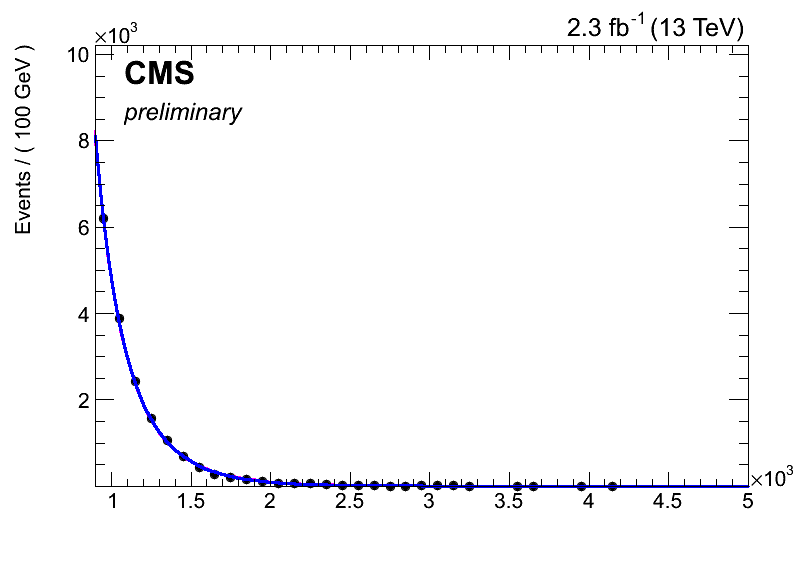 ×10³
2.3 fb⁻¹ (13 TeV)
10
CMS
preliminary
8
6
4
2
Events / ( 100 GeV )
1 1.5 2 2.5 3 3.5 4 4.5 5
×10³